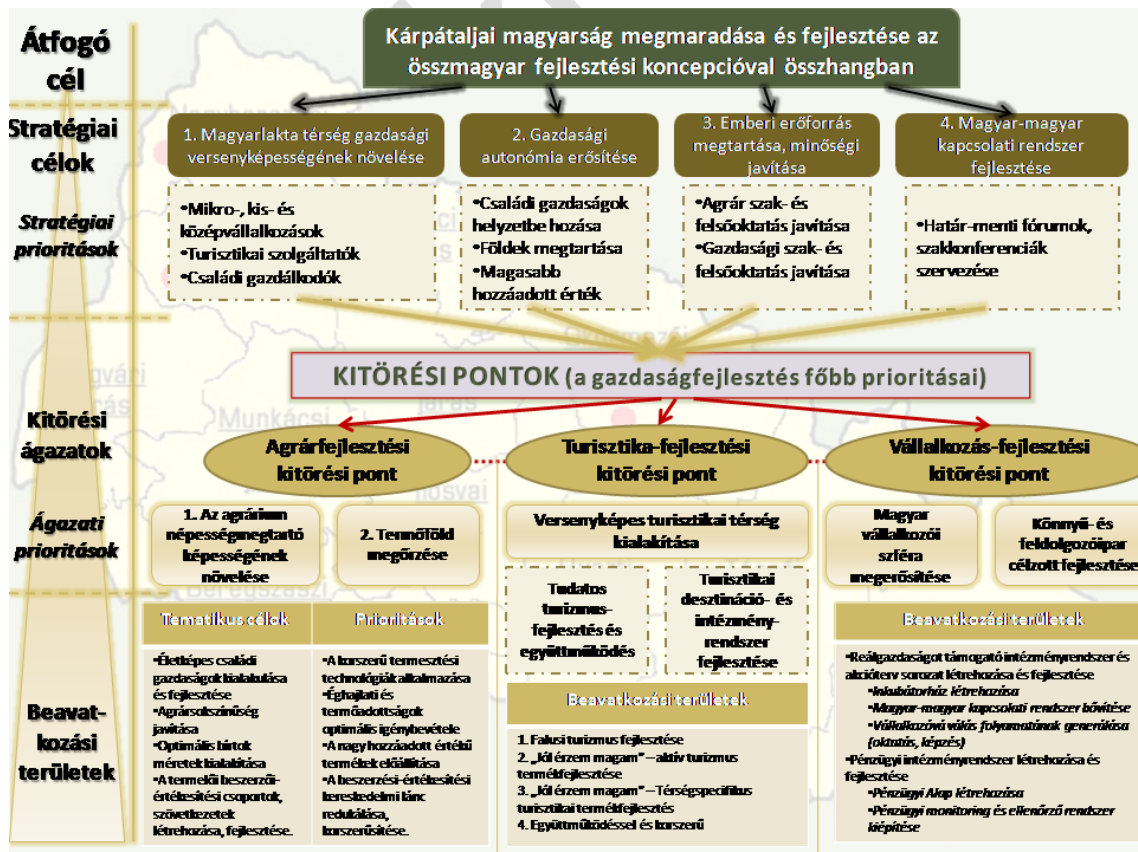 Átfogó
cél
Kárpátaljai magyarság megmaradása és fejlesztése az
összmagyar fejlesztési koncepcióval összhangban
Stratégiai
célok
1. Magyarlakta térség gazdasági
versenyképességének növelése
2. Gazdasági
autonómia erősítése
3. Emberi erőforrás
megtartása, minőségi
javítása
4. Magyar-magyar
kapcsolati rendszer
fejlesztése
Stratégiai
prioritások
•Mikro-, kis- és
középvállalkozások
•Turisztikai szolgáltatók
•Családi gazdálkodók
•Családi gazdaságok
helyzetbe hozása
•Földek megtartása
•Magasabb
hozzáadott érték
•Agrár szak- és
felsőoktatás javítása
•Gazdasági szak- és
felsőoktatás javítása
•Határ-menti fórumok,
szakkonferenciák
szervezése
KITÖRÉSI PONTOK (a gazdaságfejlesztés főbb prioritásai)
Munkácsi
Kitörési
ágazatok
Agrárfejlesztési
kitörési pont
Turisztika-fejlesztési
kitörési pont
Vállalkozás-fejlesztési
kitörési pont
Ágazati
prioritások
1. Az agrárium
népességmegtartó
képességének
növelése
2. Termőföld
megőrzése
Versenyképes turisztikai térség
kialakítása
Tudatos
turizmus-
fejlesztés és
együttműködés
Turisztikai
desztináció- és
intézmény-
rendszer
fejlesztése
Magyar
vállalkozói
szféra
megerősítése
Könnyű- és
feldolgozóipar
célzott fejlesztése
Beavat-
kozási
területek
Tematikus célok
•Életképes családi
gazdaságok kialakulása
és fejlesztése
•Agrársokszínűség
javítása
•Optimális birtok
méretek kialakítása
•A termelői beszerzői-
értékesítési csoportok,
szövetkezetek
létrehozása, fejlesztése.
Prioritások
•A korszerű termesztési
technológiák alkalmazása
•Éghajlati és
termőadottságok
optimális igénybevétele
•A nagy hozzáadott értékű
termékek előállítása
•A beszerzési-értékesítési
kereskedelmi lánc
redukálása,
korszerűsítése.
Beavatkozási területek
1. Falusi turizmus fejlesztése
2. „Jól érzem magam" – aktív turizmus
termékfejlesztése
3. „Jól érzem magam" – Térségspecifikus
turisztikai termékfejlesztés
4. Együttműködéssel és korszerű
Beavatkozási területek
•Reálgazdaságot támogató intézményrendszer és
akcióterv sorozat létrehozása és fejlesztése
•Inkubátorház létrehozása
•Magyar-magyar kapcsolati rendszer bővítése
•Vállalkozóvá válás folyamatának generálása
(oktatás, képzés)
•Pénzügyi intézményrendszer létrehozása és
fejlesztése
•Pénzügyi Alap létrehozása
•Pénzügyi monitoring és ellenőrző rendszer
kiépítése